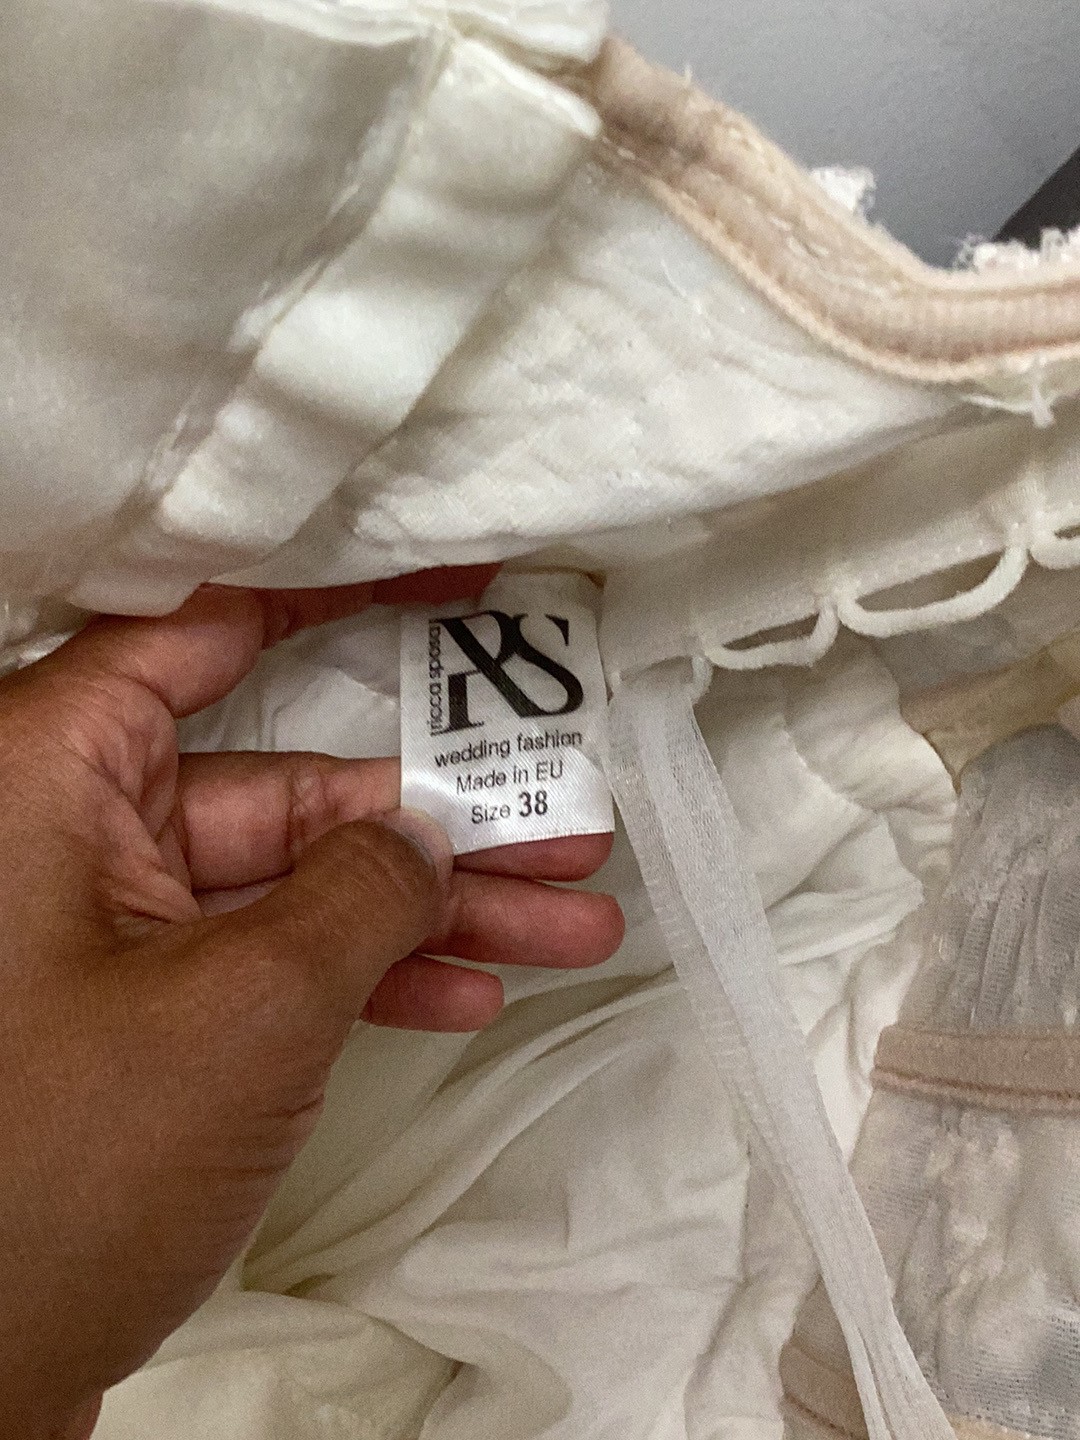 RS
ricca sposa
wedding fashion
Made in EU
Size 38